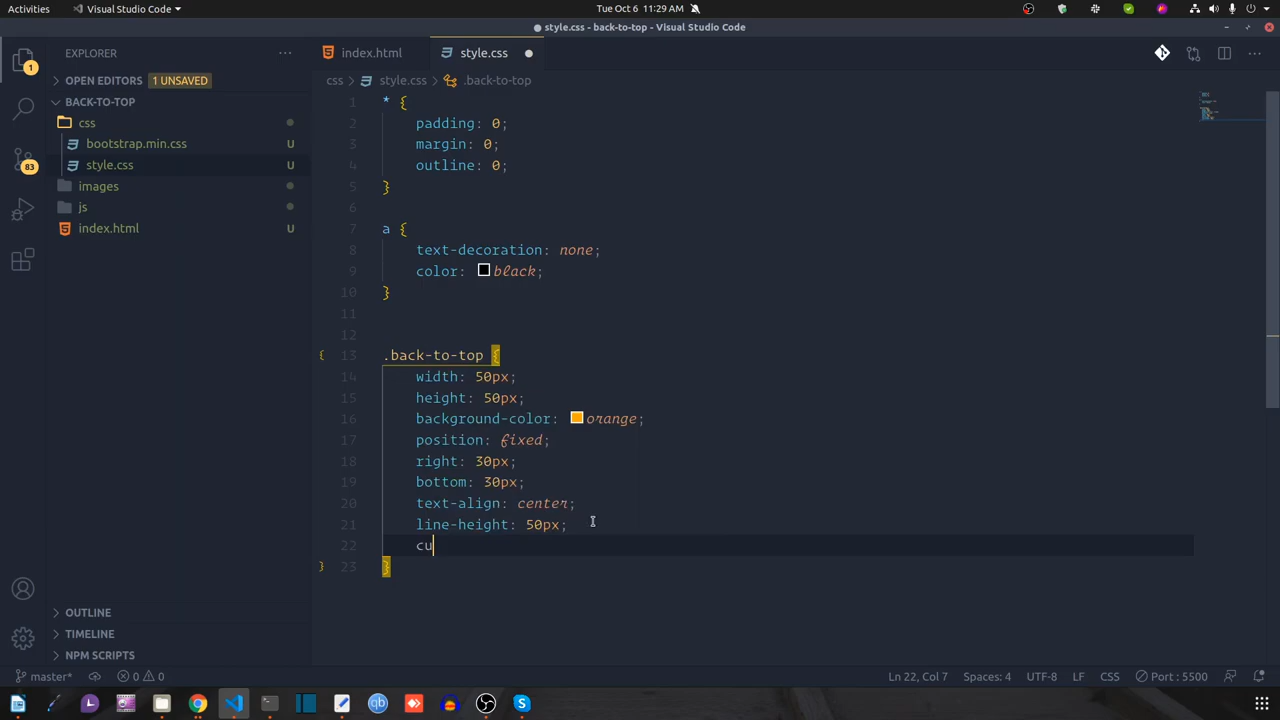 Activities
Visual Studio Code
Tue Oct 6 11:29 AM
style.css - back-to-top - Visual Studio Code
EXPLORER
index.html
style.css
OPEN EDITORS 1 UNSAVED
css > style.css > .back-to-top
BACK-TO-TOP
css
bootstrap.min.css U
style.css U
images
js
index.html U
OUTLINE
TIMELINE
NPM SCRIPTS
1
83
1 * {
2 padding: 0;
3 margin: 0;
4 outline: 0;
5 }
6
7 a {
8 text-decoration: none;
9 color: black;
10 }
11
12
{ 13 .back-to-top {
14 width: 50px;
15 height: 50px;
16 background-color: orange;
17 position: fixed;
18 right: 30px;
19 bottom: 30px;
20 text-align: center;
21 line-height: 50px;
22 cu
} 23 }
master* 0 0 Ln 22, Col 7 Spaces: 4 UTF-8 LF CSS Port : 5500
qb